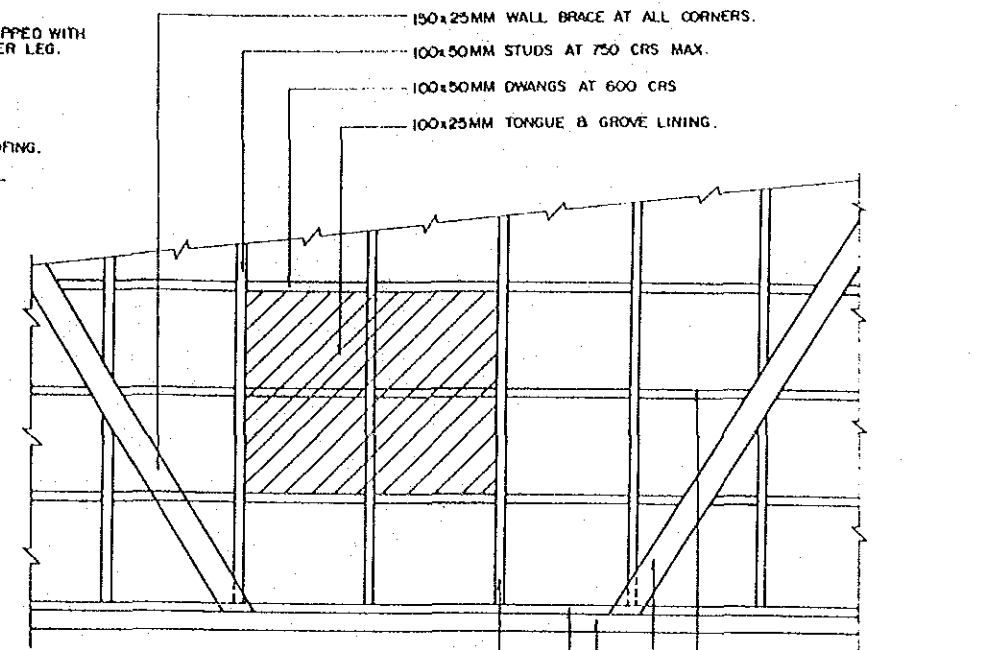 PPED WITH
ER LEG.
OFING.
150x25MM WALL BRACE AT ALL CORNERS.
100x50MM STUDS AT 750 CRS MAX.
100x50MM DWANGS AT 600 CRS
100x25MM TONGUE & GROVE LINING.